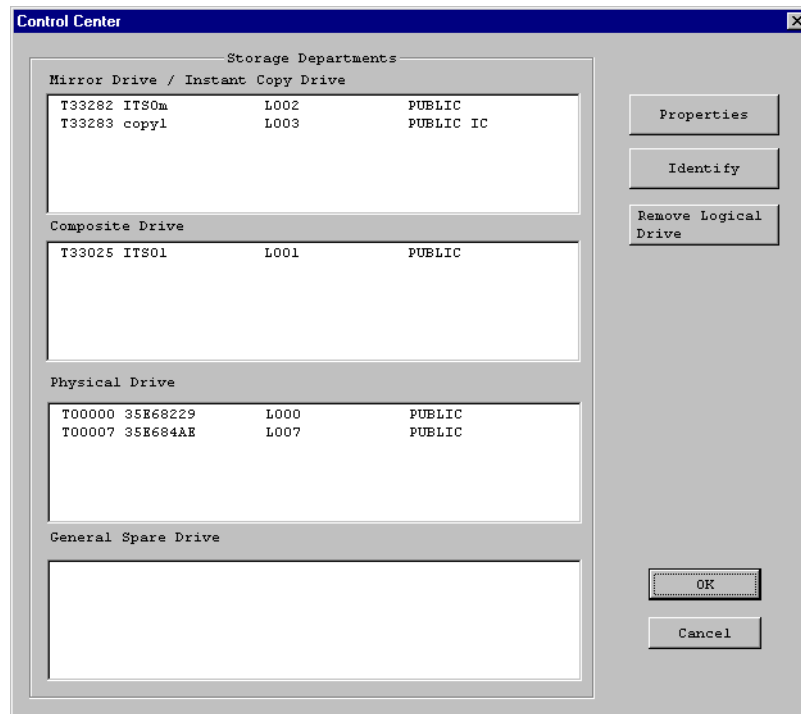 Control Center
Storage Departments
Mirror Drive / Instant Copy Drive
T33282 ITSOm L002 PUBLIC
T33283 copy1 L003 PUBLIC IC
Composite Drive
T33025 ITSO1 L001 PUBLIC
Physical Drive
T00000 35E68229 L000 PUBLIC
T00007 35E684AE L007 PUBLIC
General Spare Drive
Properties
Identify
Remove Logical
Drive
OK
Cancel